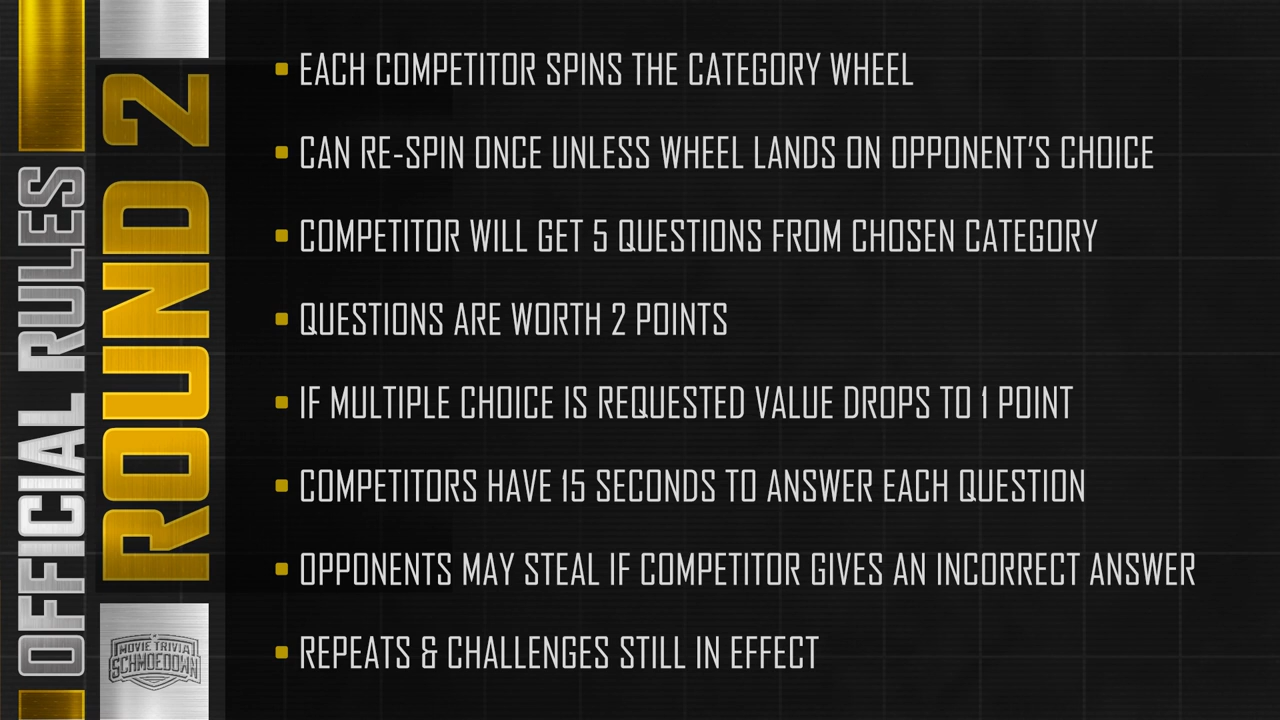 OFFICIAL RULES
ROUND 2
MOVIE TRIVIA
SCHMOEDOWN
EACH COMPETITOR SPINS THE CATEGORY WHEEL
CAN RE-SPIN ONCE UNLESS WHEEL LANDS ON OPPONENT'S CHOICE
COMPETITOR WILL GET 5 QUESTIONS FROM CHOSEN CATEGORY
QUESTIONS ARE WORTH 2 POINTS
IF MULTIPLE CHOICE IS REQUESTED VALUE DROPS TO 1 POINT
COMPETITORS HAVE 15 SECONDS TO ANSWER EACH QUESTION
OPPONENTS MAY STEAL IF COMPETITOR GIVES AN INCORRECT ANSWER
REPEATS & CHALLENGES STILL IN EFFECT